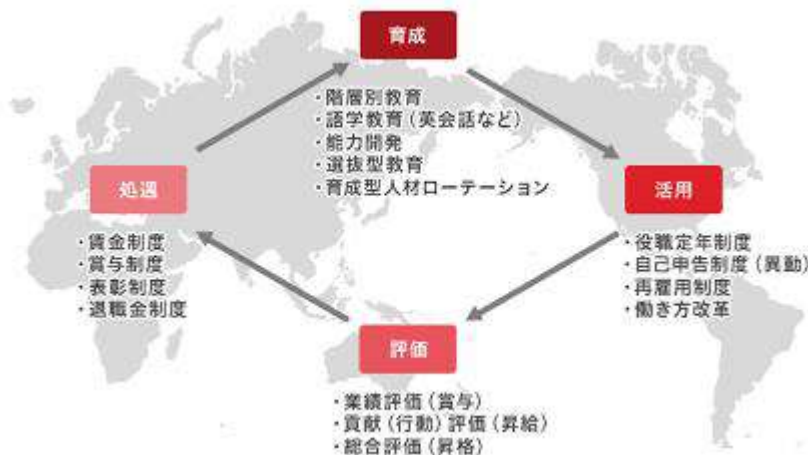 育成
・階層別教育
・語学教育(英会話など)
・能力開発
・選抜型教育
・育成型人材ローテーション
活用
・役職定年制度
・自己申告制度(異動)
・再雇用制度
・働き方改革
評価
・業績評価(賞与)
・貢献(行動)評価(昇給)
・総合評価(昇格)
処遇
・賃金制度
・賞与制度
・表彰制度
・退職金制度